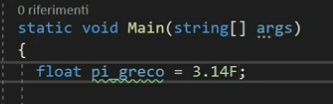 0 riferimenti
static void Main(string[] args)
{
float pi_greco = 3.14F;